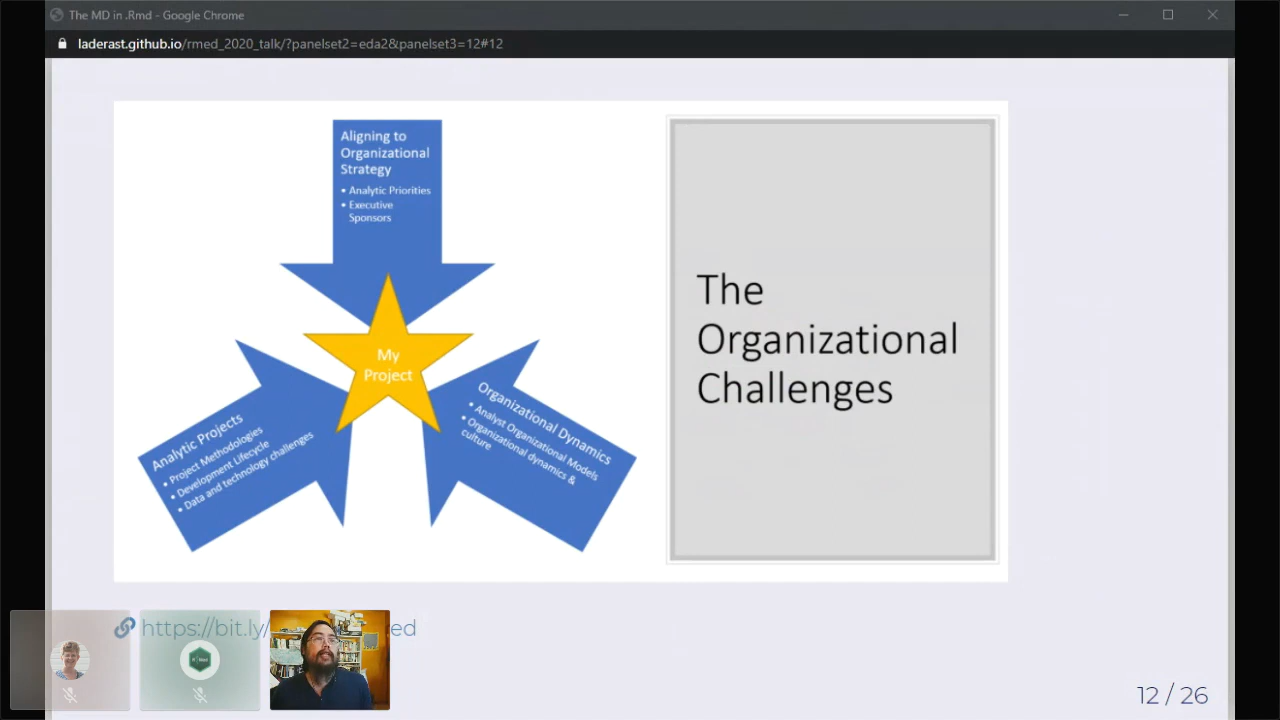 The MD in .Rmd - Google Chrome
laderast.github.io/rmed_2020_talk/?panelset2=eda2&panelset3=12#12
Aligning to
Organizational
Strategy
• Analytic Priorities
• Executive
Sponsors
My
Project
Analytic Projects
• Project Methodologies
• Development Lifecycle
• Data and technology challenges
Organizational Dynamics
• Analyst Organizational Models
• Organizational dynamics &
culture
The
Organizational
Challenges
https://bit.ly/ ed
12 / 26